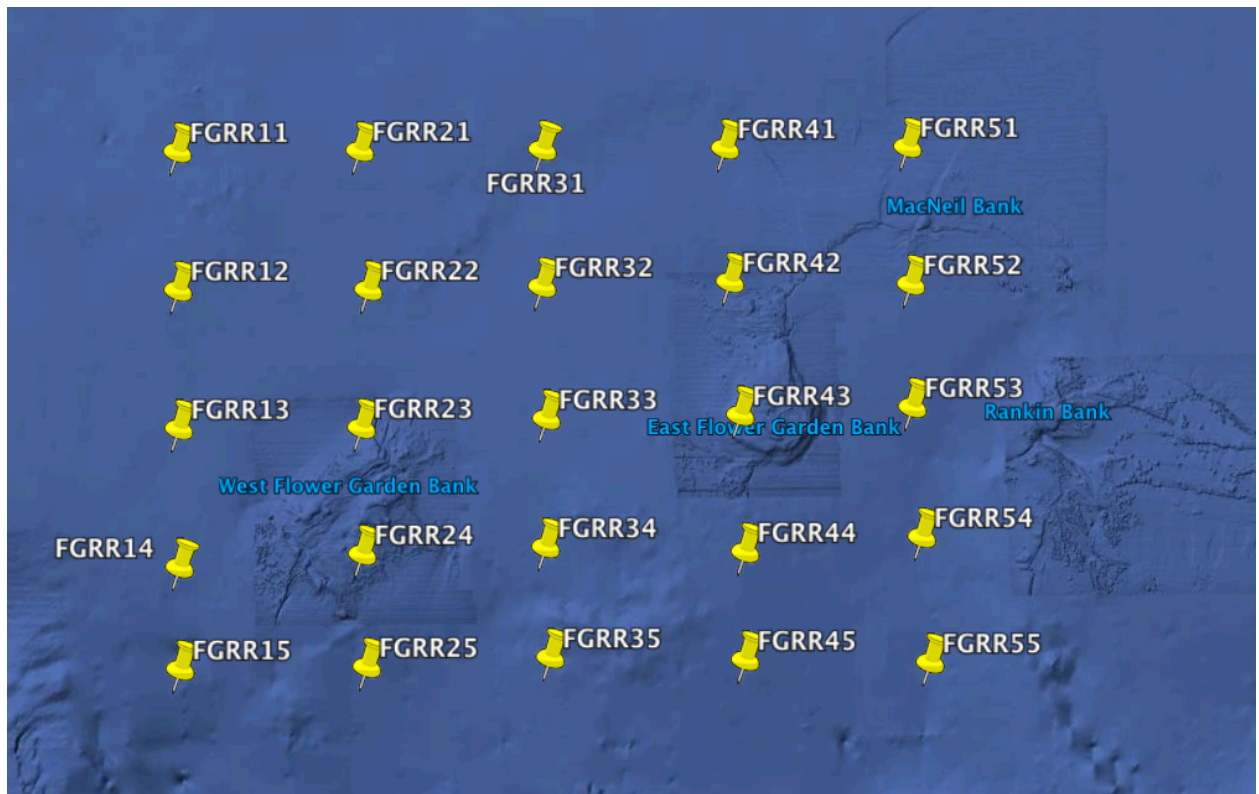 FGRR11
FGRR21
FGRR31
FGRR41
FGRR51
MacNeil Bank
FGRR12
FGRR22
FGRR32
FGRR42
FGRR52
FGRR13
FGRR23
FGRR33
FGRR43
FGRR53
East Flower Garden Bank
Rankin Bank
West Flower Garden Bank
FGRR14
FGRR24
FGRR34
FGRR44
FGRR54
FGRR15
FGRR25
FGRR35
FGRR45
FGRR55